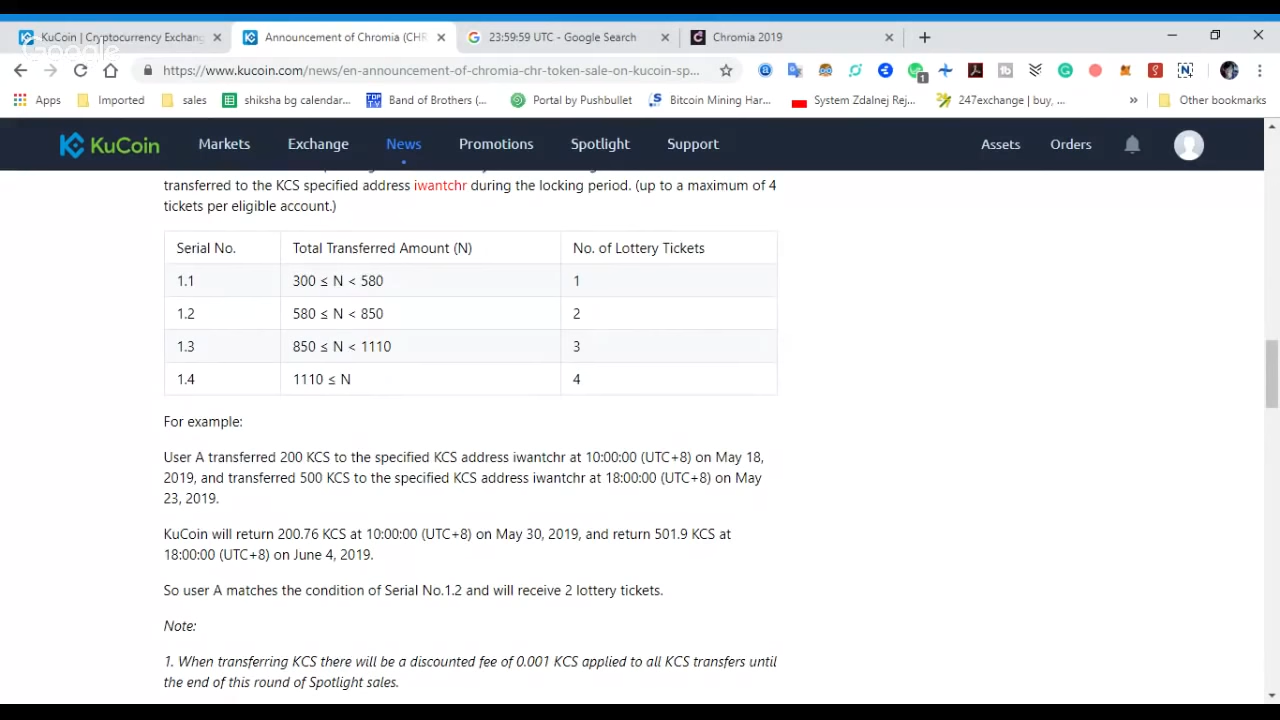 KuCoin | Cryptocurrency Exchang
Announcement of Chromia (CHR
23:59:59 UTC - Google Search
Chromia 2019
Google
https://www.kucoin.com/news/en-announcement-of-chromia-chr-token-sale-on-kucoin-sp...
1
Apps
Imported
sales
shiksha bg calendar...
Band of Brothers (...
Portal by Pushbullet
Bitcoin Mining Har...
System Zdalnej Rej...
247exchange | buy, ...
»
Other bookmarks
KuCoin
Markets
Exchange
News
Promotions
Spotlight
Support
Assets
Orders
transferred to the KCS specified address iwantchr during the locking period. (up to a maximum of 4
tickets per eligible account.)
Serial No. Total Transferred Amount (N) No. of Lottery Tickets
1.1 300 ≤ N < 580 1
1.2 580 ≤ N < 850 2
1.3 850 ≤ N < 1110 3
1.4 1110 ≤ N 4
For example:
User A transferred 200 KCS to the specified KCS address iwantchr at 10:00:00 (UTC+8) on May 18,
2019, and transferred 500 KCS to the specified KCS address iwantchr at 18:00:00 (UTC+8) on May
23, 2019.
KuCoin will return 200.76 KCS at 10:00:00 (UTC+8) on May 30, 2019, and return 501.9 KCS at
18:00:00 (UTC+8) on June 4, 2019.
So user A matches the condition of Serial No.1.2 and will receive 2 lottery tickets.
Note:
1. When transferring KCS there will be a discounted fee of 0.001 KCS applied to all KCS transfers until
the end of this round of Spotlight sales.